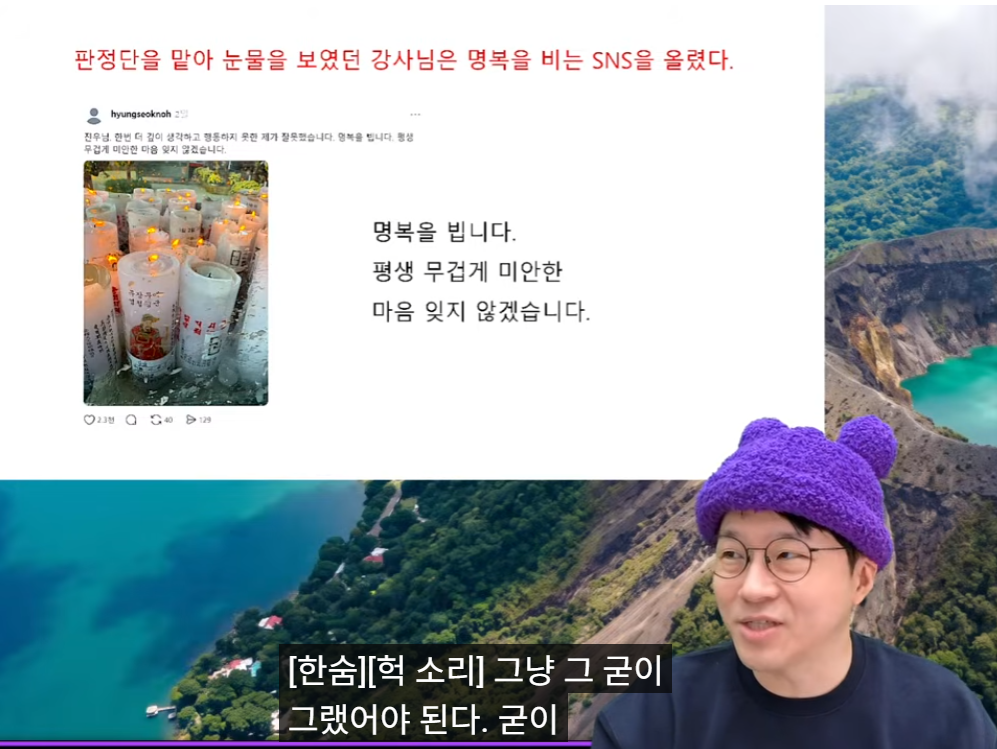 판정단을 맡아 눈물을 보였던 강사님은 명복을 비는 SNS을 올렸다.
hyungseoknoh
진우님. 한번 더 깊이 생각하고 행동하지 못한 제가 잘못했습니다. 명복을 빕니다. 평생
무겁게 미안한 마음 잊지 않겠습니다.
명복을 빕니다.
평생 무겁게 미안한
마음 잊지 않겠습니다.
2.3천 40 129
[한숨][헉 소리] 그냥 그 굳이
그랬어야 된다. 굳이